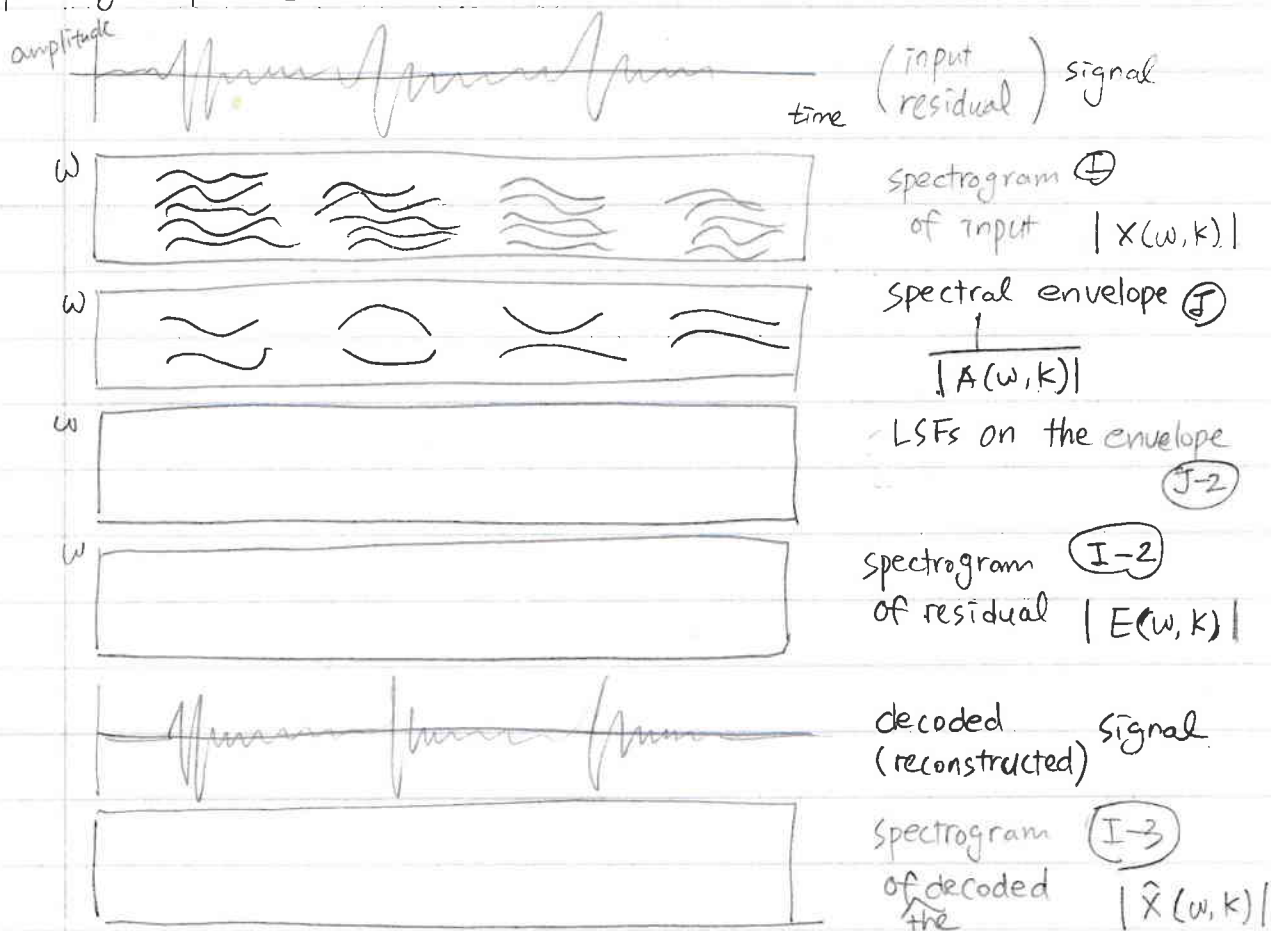 amplitude
time
( input
residual ) signal
ω
spectrogram Ⓘ
of input |X(ω,k)|
ω
spectral envelope Ⓙ
|A(ω,k)|
ω
LSFs on the envelope
J-2
ω
spectrogram I-2
of residual |E(ω,k)|
decoded signal
(reconstructed)
spectrogram I-3
of the decoded |X̂(ω,k)|